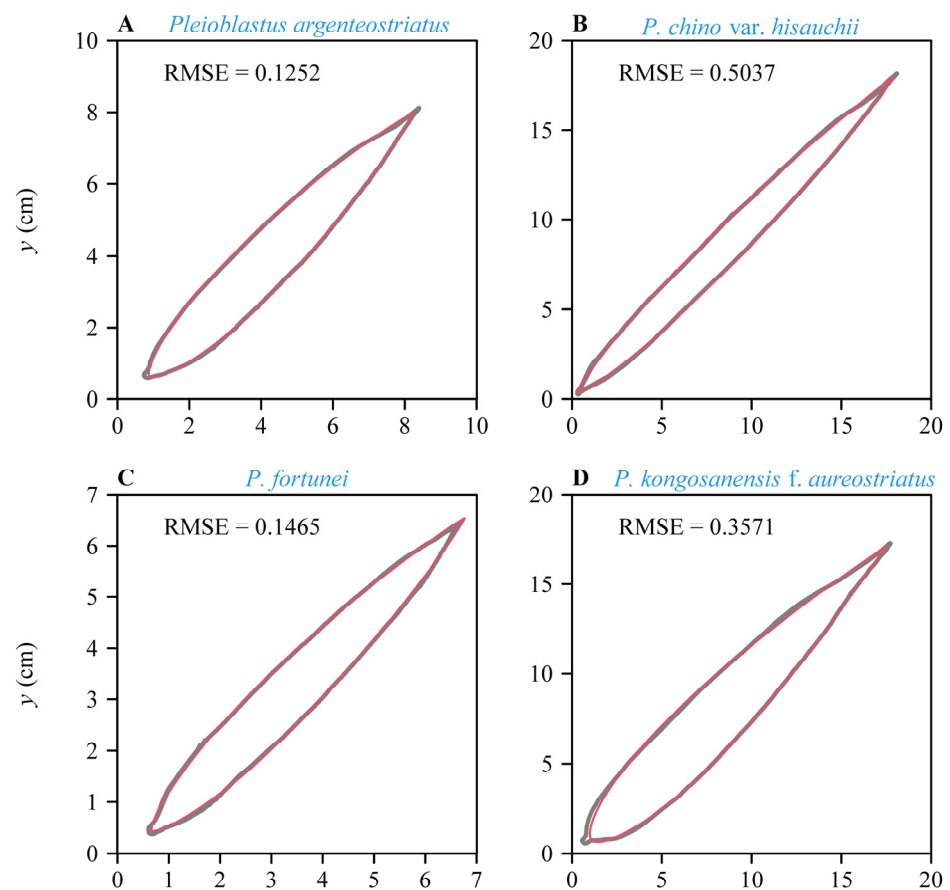 A Pleioblastus argenteostriatus
RMSE = 0.1252
y (cm)
10
8
6
4
2
0
0 2 4 6 8 10
B P. chino var. hisauchii
RMSE = 0.5037
20
15
10
5
0
0 5 10 15 20
C P. fortunei
RMSE = 0.1465
y (cm)
7
6
5
4
3
2
1
0
0 1 2 3 4 5 6 7
D P. kongosanensis f. aureostriatus
RMSE = 0.3571
20
15
10
5
0
0 5 10 15 20